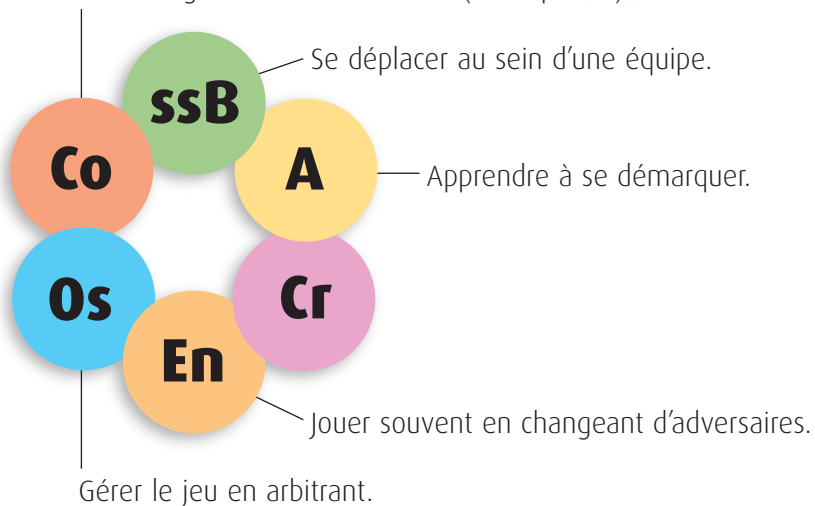 Se déplacer au sein d’une équipe.
ssB
Co
A
Apprendre à se démarquer.
Os
Cr
En
Jouer souvent en changeant d’adversaires.
Gérer le jeu en arbitrant.